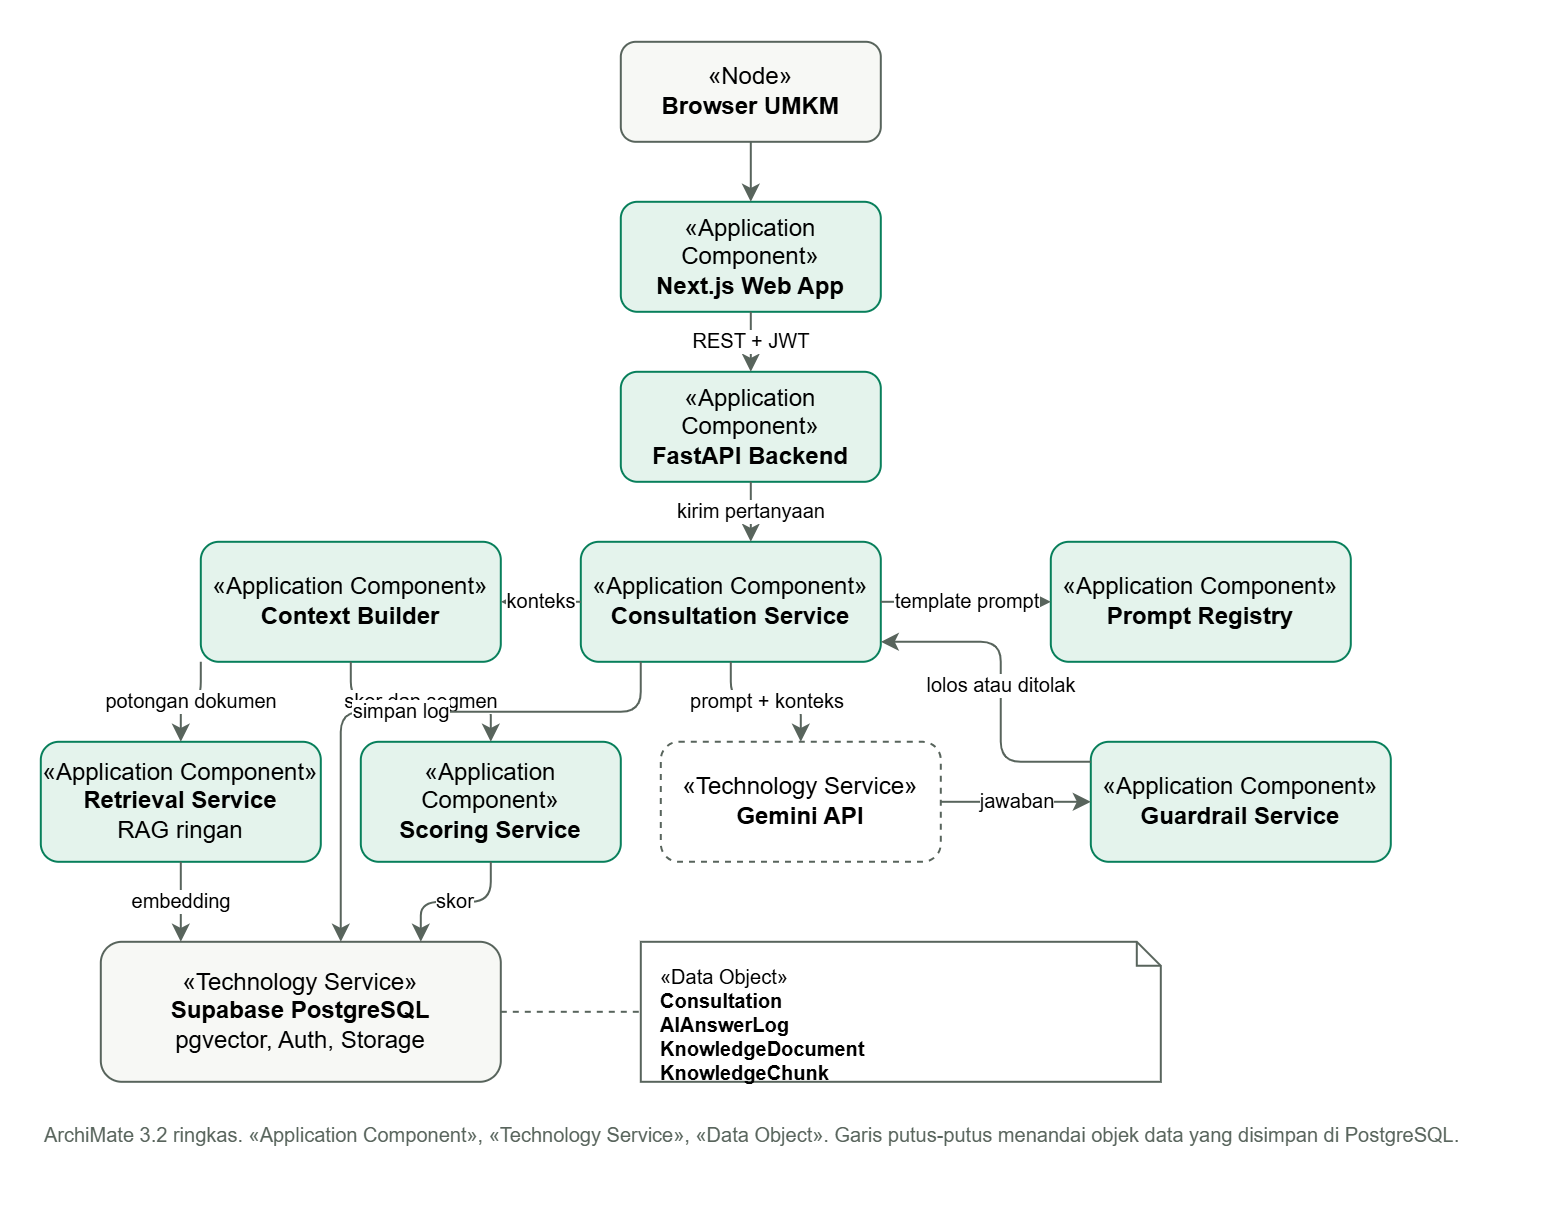 «Node»
Browser UMKM
«Application
Component»
Next.js Web App
REST + JWT
«Application
Component»
FastAPI Backend
kirim pertanyaan
«Application Component»
Context Builder
konteks
«Application Component»
Consultation Service
template prompt
«Application Component»
Prompt Registry
lolos atau ditolak
potongan dokumen
skor dan segmen
simpan log
prompt + konteks
«Application Component»
Retrieval Service
RAG ringan
«Application
Component»
Scoring Service
«Technology Service»
Gemini API
jawaban
«Application Component»
Guardrail Service
embedding
skor
«Technology Service»
Supabase PostgreSQL
pgvector, Auth, Storage
«Data Object»
Consultation
AIAnswerLog
KnowledgeDocument
KnowledgeChunk
ArchiMate 3.2 ringkas. «Application Component», «Technology Service», «Data Object». Garis putus-putus menandai objek data yang disimpan di PostgreSQL.